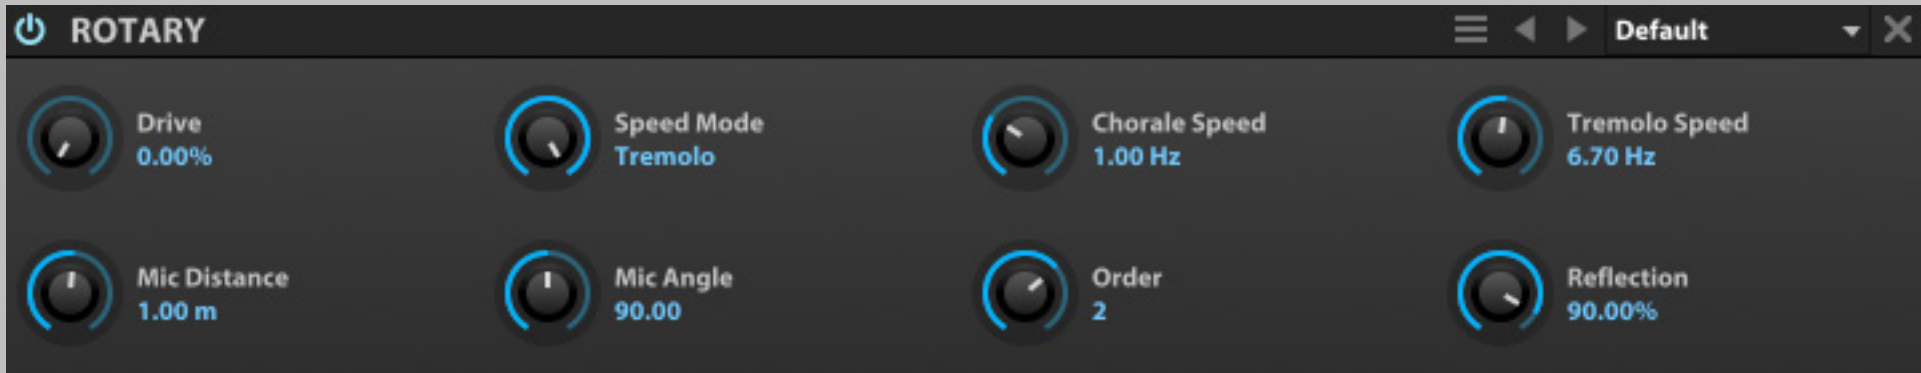 ROTARY
Default
Drive
0.00%
Speed Mode
Tremolo
Chorale Speed
1.00 Hz
Tremolo Speed
6.70 Hz
Mic Distance
1.00 m
Mic Angle
90.00
Order
2
Reflection
90.00%